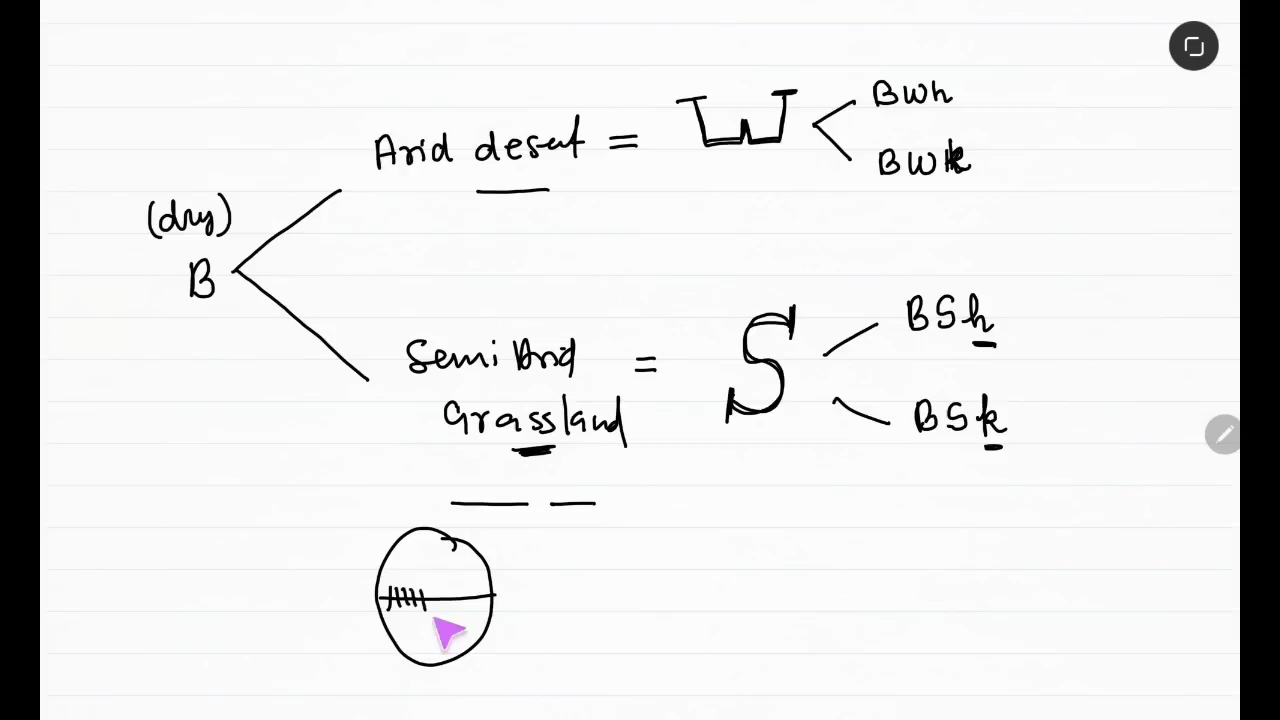 Arid desert = W
BWh
BWk
(dry)
B
Semi Arid
Grassland
= S
BSh
BSk